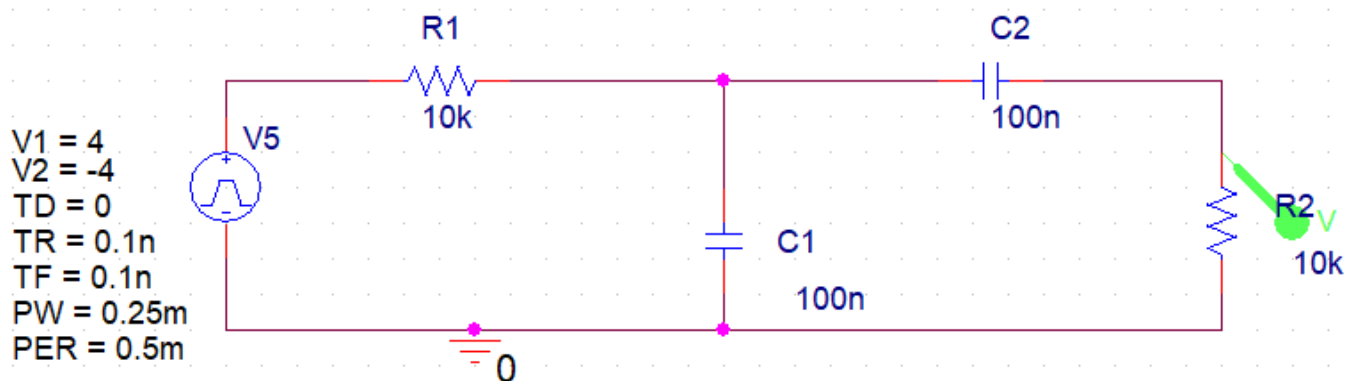 R1
C2
10k
100n
V5
V1 = 4
V2 = -4
TD = 0
TR = 0.1n
TF = 0.1n
PW = 0.25m
PER = 0.5m
C1
100n
R2
V
10k
0